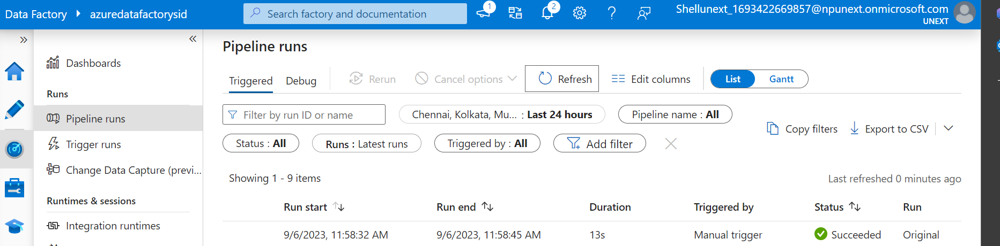 Data Factory azuredatafactorysid
Search factory and documentation
1
2
Shellunext_1693422669857@npunext.onmicrosoft.com
UNEXT
Dashboards
Runs
Pipeline runs
Trigger runs
Change Data Capture (previ...
Runtimes & sessions
Integration runtimes
Pipeline runs
Triggered Debug Rerun Cancel options Refresh Edit columns List Gantt
Filter by run ID or name Chennai, Kolkata, Mu... : Last 24 hours Pipeline name : All
Status : All Runs : Latest runs Triggered by : All Add filter
Copy filters Export to CSV
Showing 1 - 9 items
Last refreshed 0 minutes ago
Run start Run end Duration Triggered by Status Run
9/6/2023, 11:58:32 AM 9/6/2023, 11:58:45 AM 13s Manual trigger Succeeded Original